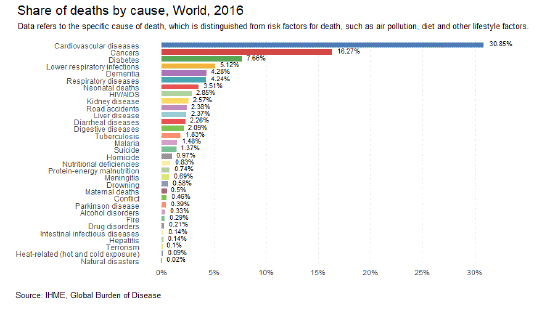 Share of deaths by cause, World, 2016
Data refers to the specific cause of death, which is distinguished from risk factors for death, such as air pollution, diet and other lifestyle factors.
Cardiovascular diseases 30.85%
Cancers 16.27%
Diabetes 7.66%
Lower respiratory infections 5.12%
Dementia 4.28%
Respiratory diseases 4.24%
Neonatal deaths 3.51%
HIV/AIDS 2.86%
Kidney disease 2.57%
Road accidents 2.38%
Liver disease 2.37%
Diarrheal diseases 2.26%
Digestive diseases 2.09%
Tuberculosis 1.83%
Malaria 1.48%
Suicide 1.37%
Homicide 0.97%
Nutritional deficiencies 0.83%
Protein-energy malnutrition 0.74%
Meningitis 0.69%
Drowning 0.58%
Maternal deaths 0.5%
Conflict 0.46%
Parkinson disease 0.39%
Alcohol disorders 0.33%
Fire 0.29%
Drug disorders 0.21%
Intestinal infectious diseases 0.14%
Hepatitis 0.14%
Terrorism 0.1%
Heat-related (hot and cold exposure) 0.09%
Natural disasters 0.02%
0% 5% 10% 15% 20% 25% 30%
Source: IHME, Global Burden of Disease